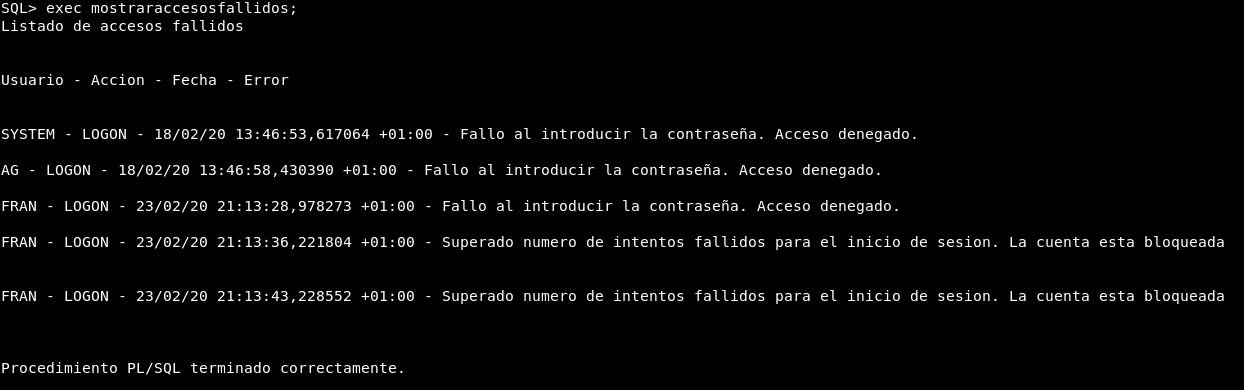 SQL> exec mostraraccesosfallidos;
Listado de accesos fallidos
Usuario - Accion - Fecha - Error
SYSTEM - LOGON - 18/02/20 13:46:53,617064 +01:00 - Fallo al introducir la contraseña. Acceso denegado.
AG - LOGON - 18/02/20 13:46:58,430390 +01:00 - Fallo al introducir la contraseña. Acceso denegado.
FRAN - LOGON - 23/02/20 21:13:28,978273 +01:00 - Fallo al introducir la contraseña. Acceso denegado.
FRAN - LOGON - 23/02/20 21:13:36,221804 +01:00 - Superado numero de intentos fallidos para el inicio de sesion. La cuenta esta bloqueada
FRAN - LOGON - 23/02/20 21:13:43,228552 +01:00 - Superado numero de intentos fallidos para el inicio de sesion. La cuenta esta bloqueada
Procedimiento PL/SQL terminado correctamente.